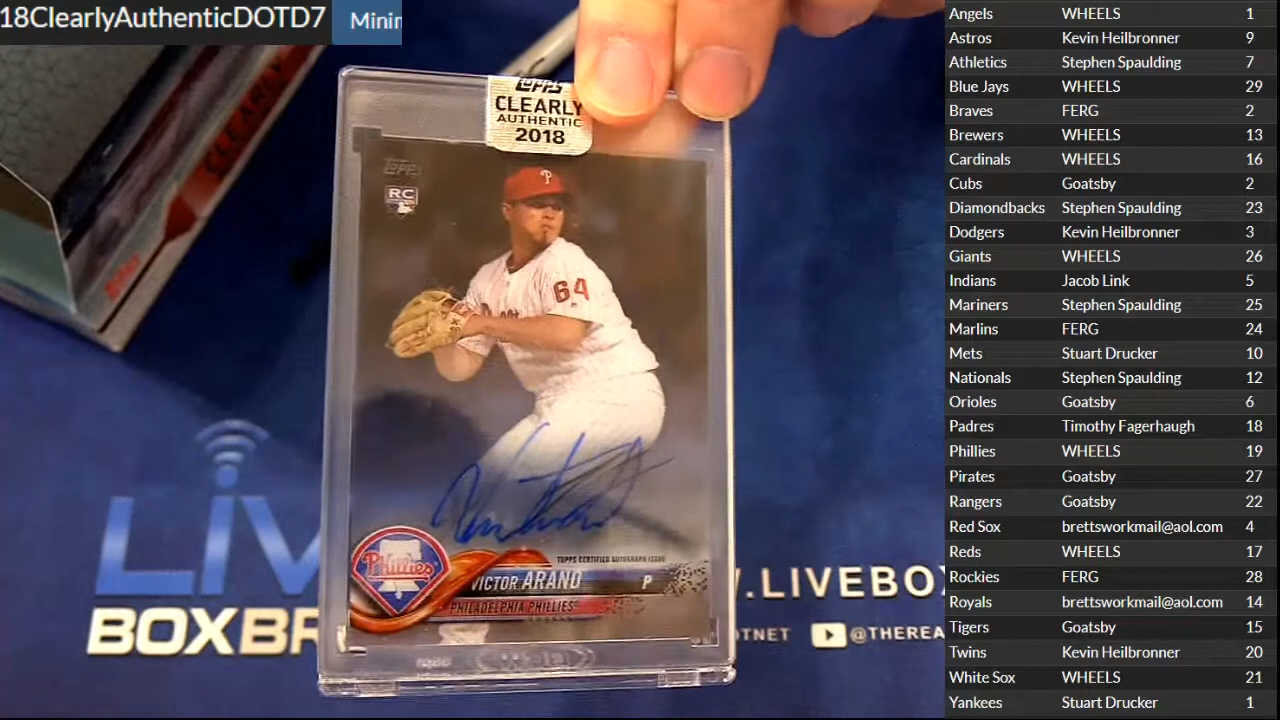 18ClearlyAuthenticDOTD7
Minin
TOPPS
CLEARLY
AUTHENTIC
2018
Topps
RC
P
64
Phillies
TOPPS CERTIFIED AUTOGRAPH ISSUE
VICTOR ARANO P
PHILADELPHIA PHILLIES
CLEARLY
LIV
BOXBR
W.LIVEBOX
OTNET @THEREA
Angels WHEELS 1
Astros Kevin Heilbronner 9
Athletics Stephen Spaulding 7
Blue Jays WHEELS 29
Braves FERG 2
Brewers WHEELS 13
Cardinals WHEELS 16
Cubs Goatsby 2
Diamondbacks Stephen Spaulding 23
Dodgers Kevin Heilbronner 3
Giants WHEELS 26
Indians Jacob Link 5
Mariners Stephen Spaulding 25
Marlins FERG 24
Mets Stuart Drucker 10
Nationals Stephen Spaulding 12
Orioles Goatsby 6
Padres Timothy Fagerhaugh 18
Phillies WHEELS 19
Pirates Goatsby 27
Rangers Goatsby 22
Red Sox brettsworkmail@aol.com 4
Reds WHEELS 17
Rockies FERG 28
Royals brettsworkmail@aol.com 14
Tigers Goatsby 15
Twins Kevin Heilbronner 20
White Sox WHEELS 21
Yankees Stuart Drucker 1